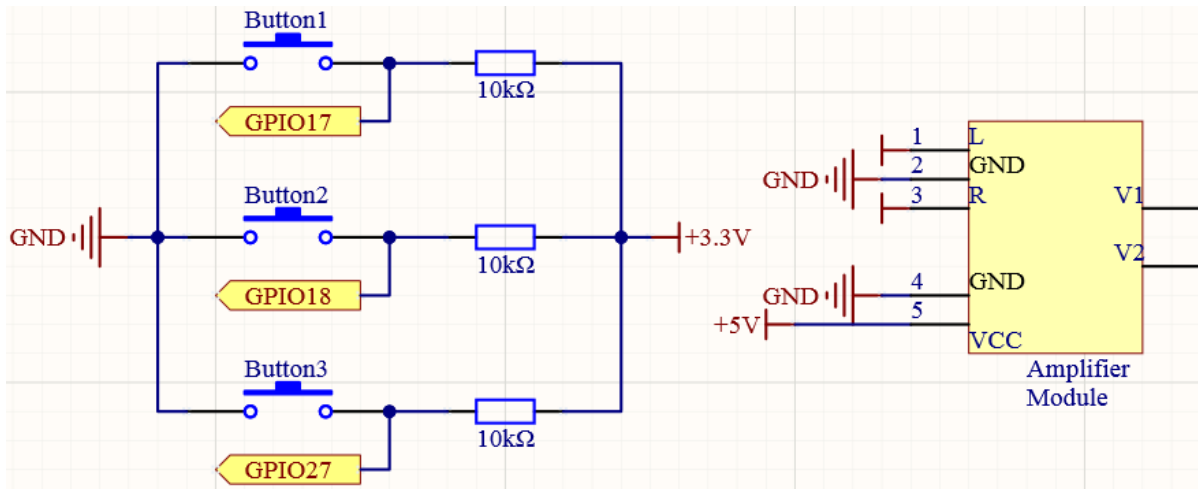 Button1
10kΩ
GPIO17
Button2
GND
10kΩ
+3.3V
GPIO18
Button3
10kΩ
GPIO27
1
L
GND
2
GND
3
R
V1
V2
GND
4
GND
+5V
5
VCC
Amplifier
Module